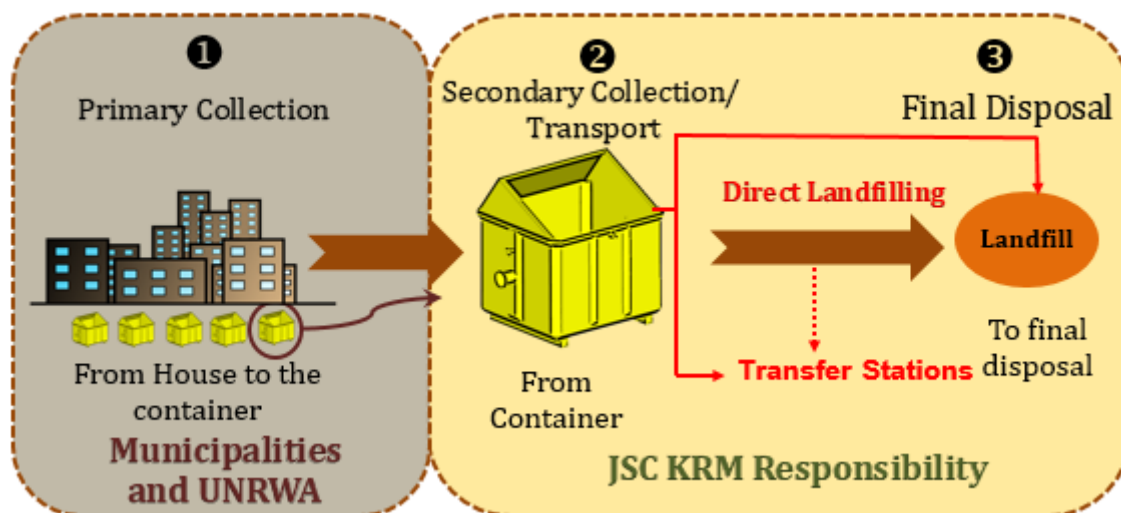 ❶
Primary Collection
From House to the
container
Municipalities
and UNRWA
❷
Secondary Collection/
Transport
From
Container
❸
Final Disposal
Direct Landfilling
Landfill
Transfer Stations
To final
disposal
JSC KRM Responsibility